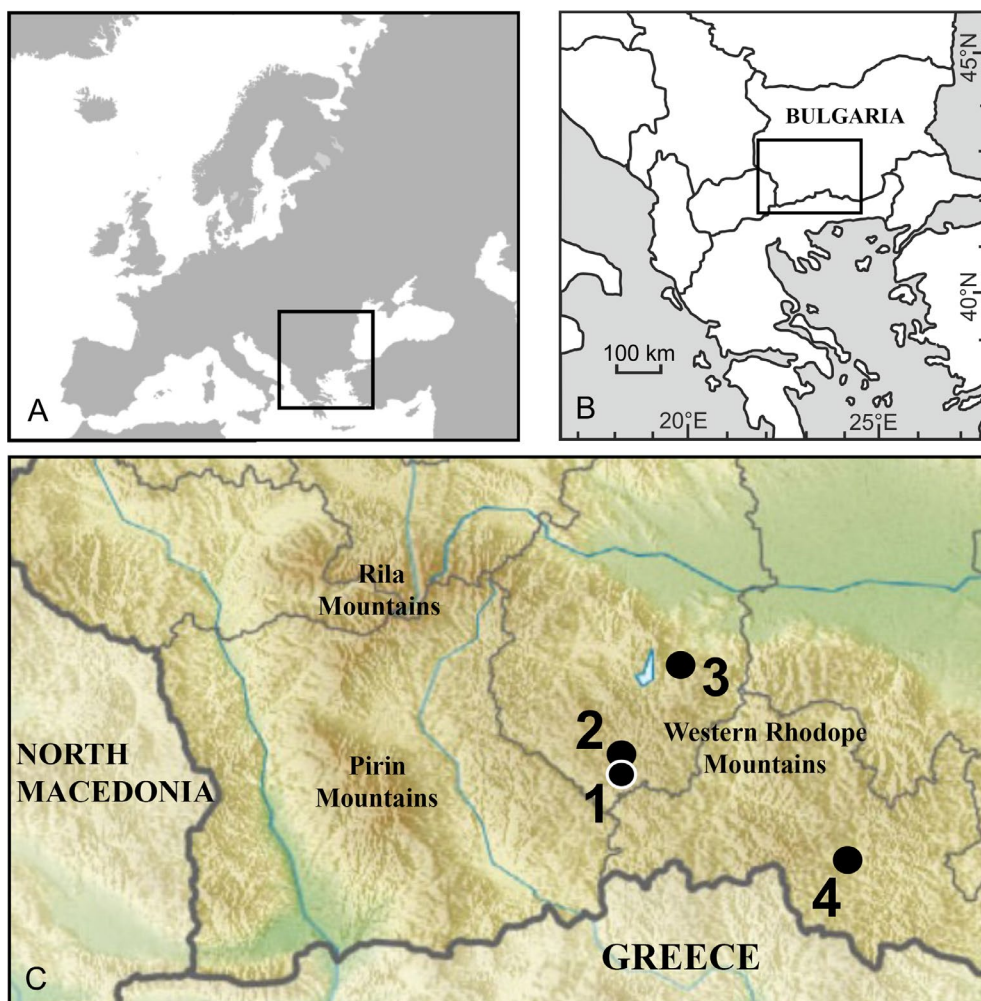 A
45°N
BULGARIA
40°N
100 km
20°E
25°E
B
Rila
Mountains
3
2
Western Rhodope
Mountains
NORTH
MACEDONIA
Pirin
Mountains
1
4
GREECE
C